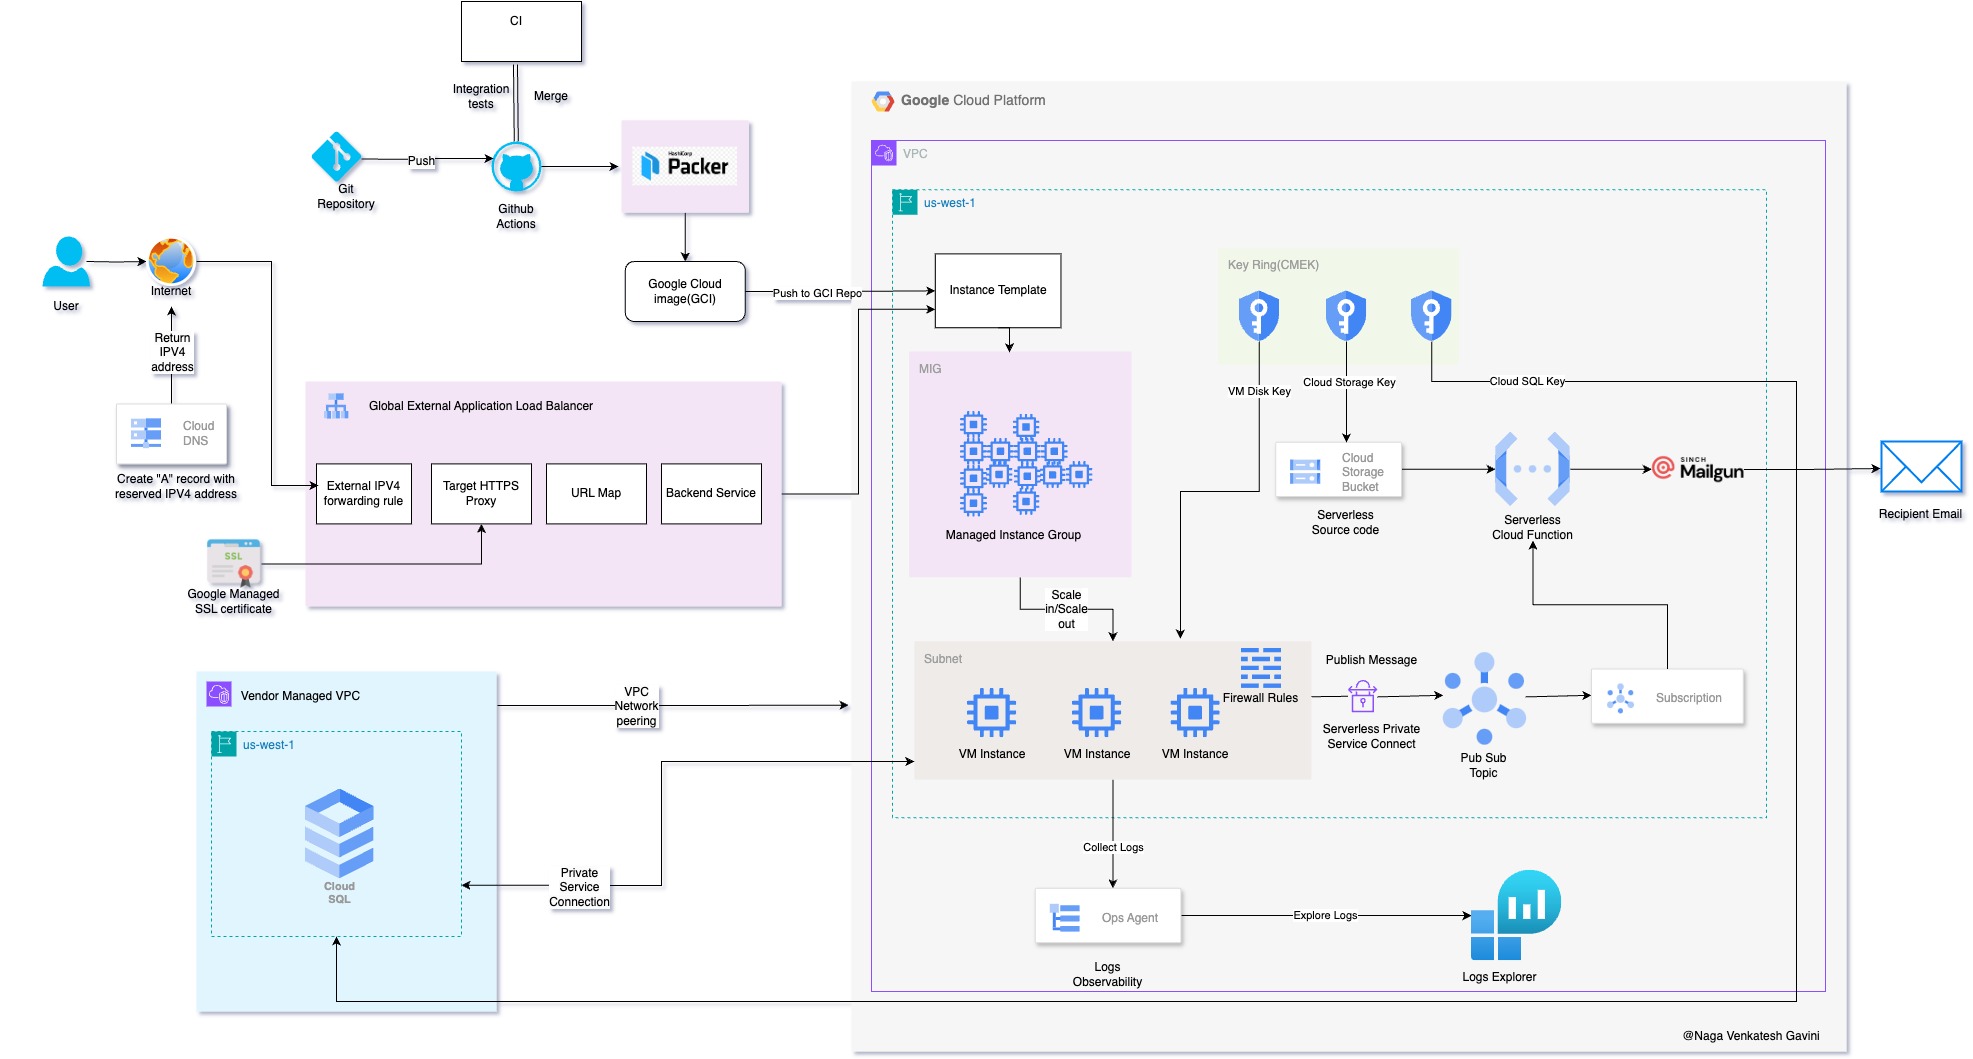 CI
Integration
tests
Merge
Push
Git
Repository
Github
Actions
HashiCorp
Packer
Google Cloud
image(GCI)
Push to GCI Repo
User
Internet
Return
IPV4
address
Cloud
DNS
Create "A" record with
reserved IPV4 address
Global External Application Load Balancer
External IPV4
forwarding rule
Target HTTPS
Proxy
URL Map
Backend Service
SSL
Google Managed
SSL certificate
Vendor Managed VPC
us-west-1
Cloud
SQL
VPC
Network
peering
Private
Service
Connection
Google Cloud Platform
VPC
us-west-1
Instance Template
MIG
Managed Instance Group
Scale
in/Scale
out
Key Ring(CMEK)
VM Disk Key
Cloud Storage Key
Cloud SQL Key
Cloud
Storage
Bucket
Serverless
Source code
Serverless
Cloud Function
SINCH
Mailgun
Recipient Email
Subnet
VM Instance
VM Instance
VM Instance
Firewall Rules
Publish Message
Serverless Private
Service Connect
Pub Sub
Topic
Subscription
Collect Logs
Ops Agent
Logs
Observability
Explore Logs
Logs Explorer
@Naga Venkatesh Gavini